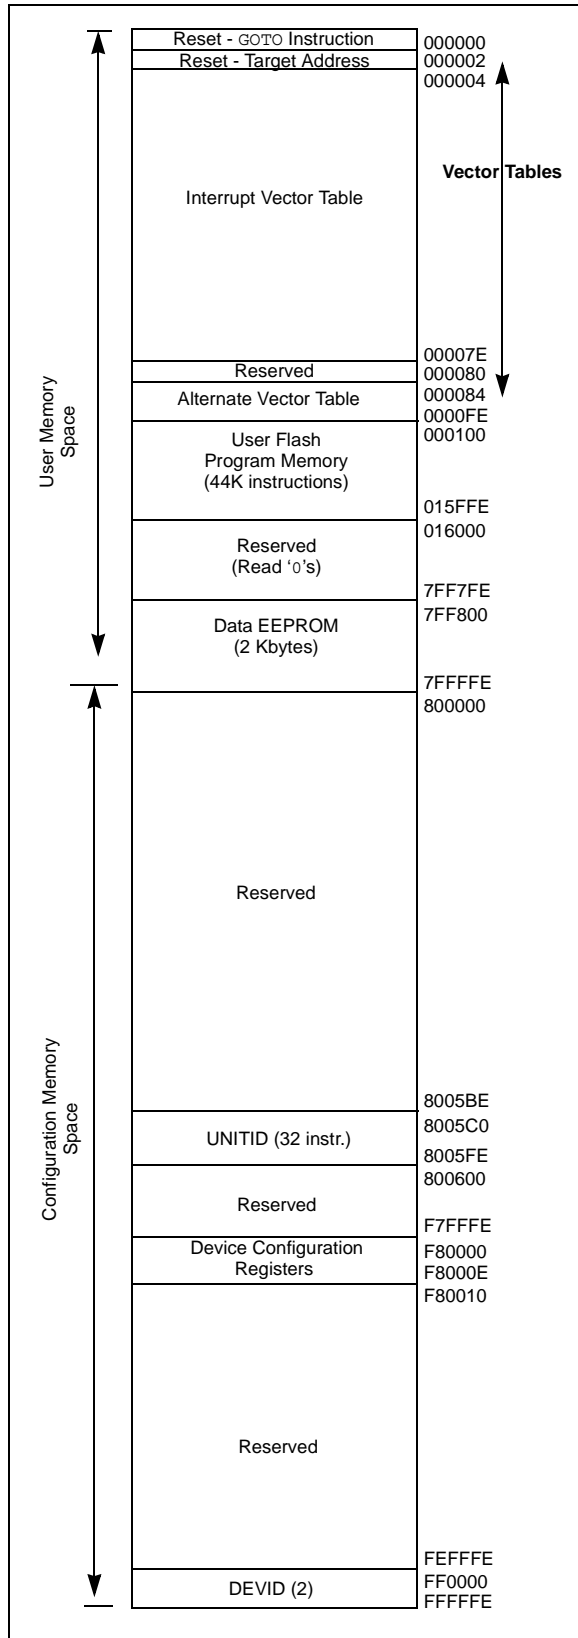 Reset - GOTO Instruction
000000
Reset - Target Address
000002
000004
Vector Tables
Interrupt Vector Table
00007E
Reserved
000080
000084
Alternate Vector Table
0000FE
User Flash
Program Memory
(44K instructions)
000100
015FFE
016000
Reserved
(Read ‘0’s)
7FF7FE
7FF800
Data EEPROM
(2 Kbytes)
7FFFFE
User Memory
Space
800000
Reserved
8005BE
8005C0
UNITID (32 instr.)
8005FE
800600
Reserved
F7FFFE
Device Configuration
Registers
F80000
F8000E
F80010
Reserved
FEFFFE
FF0000
DEVID (2)
FFFFFE
Configuration Memory
Space